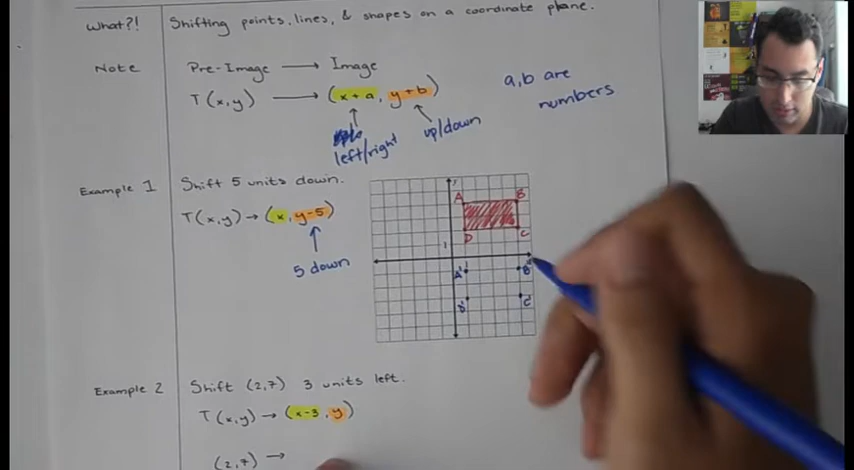 What?! Shifting points, lines, & shapes on a coordinate plane.
Note Pre-Image → Image
T(x,y) → (x+a, y+b)
a,b are
numbers
left/right
up/down
Example 1 Shift 5 units down.
T(x,y) → (x, y-5)
5 down
y
A B
D C
1
A' B'
D' C'
Example 2 Shift (2,7) 3 units left.
T(x,y) → (x-3, y)
(2,7) →